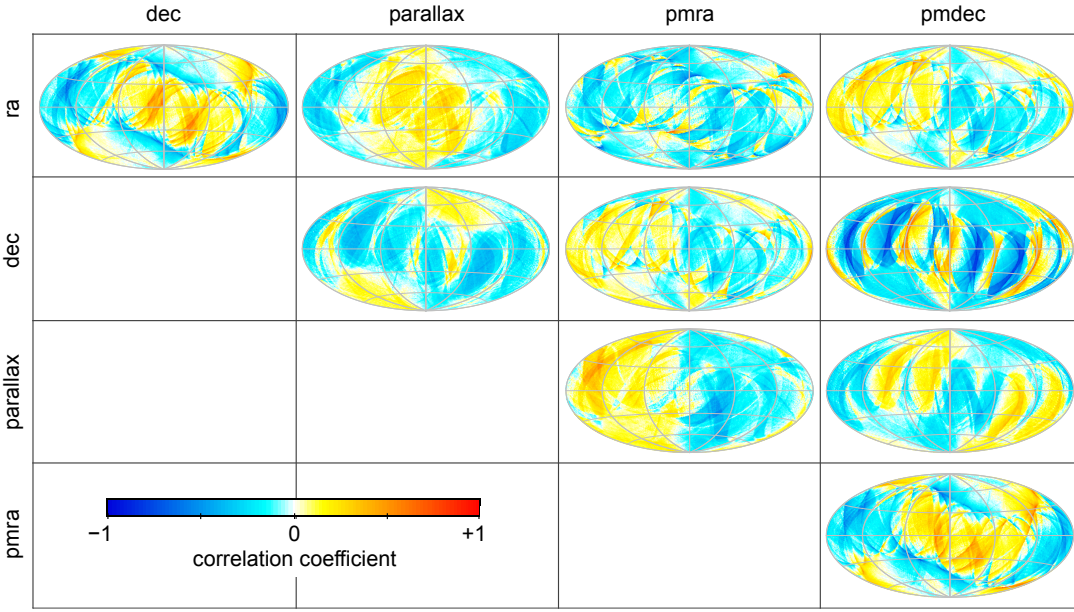 dec parallax pmra pmdec
ra
dec
parallax
pmra
−1 0 +1
correlation coefficient